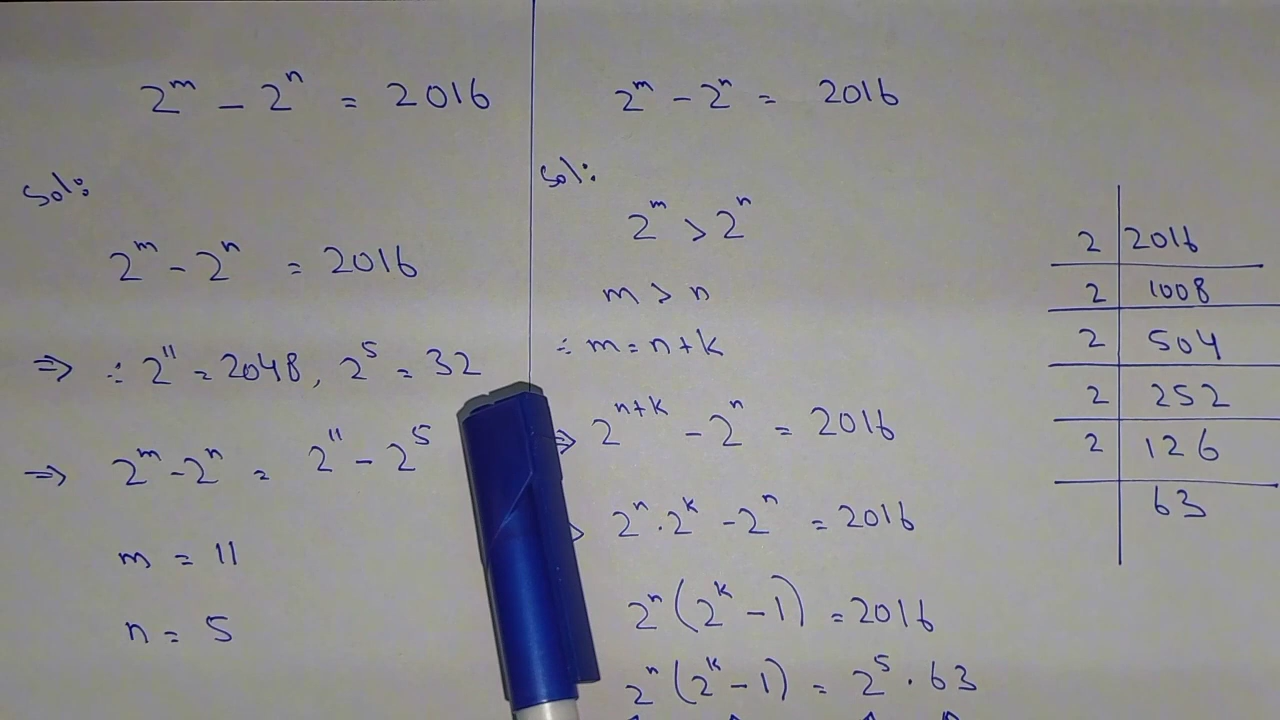 2^m - 2^n = 2016
Sol:
2^m - 2^n = 2016
⇒ ∴ 2^11 = 2048, 2^5 = 32
⇒ 2^m - 2^n = 2^11 - 2^5
m = 11
n = 5
2^m - 2^n = 2016
Sol:
2^m > 2^n
m > n
∴ m = n+k
⇒ 2^(n+k) - 2^n = 2016
2^n . 2^k - 2^n = 2016
2^n (2^k - 1) = 2016
2^n (2^k - 1) = 2^5 . 63
2 | 2016
2 | 1008
2 | 504
2 | 252
2 | 126
| 63